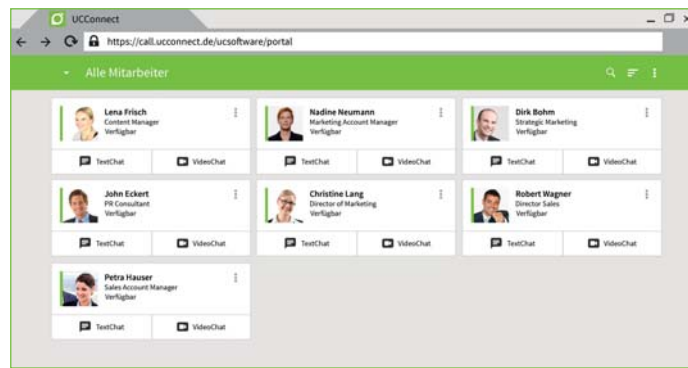 UCConnect
https://call.ucconnect.de/ucsoftware/portal
Alle Mitarbeiter
Lena Frisch
Content Manager
Verfügbar
TextChat
VideoChat
Nadine Neumann
Marketing Account Manager
Verfügbar
TextChat
VideoChat
Dirk Bohm
Strategic Marketing
Verfügbar
TextChat
VideoChat
John Eckert
PR Consultant
Verfügbar
TextChat
VideoChat
Christine Lang
Director of Marketing
Verfügbar
TextChat
VideoChat
Robert Wagner
Director Sales
Verfügbar
TextChat
VideoChat
Petra Hauser
Sales Account Manager
Verfügbar
TextChat
VideoChat